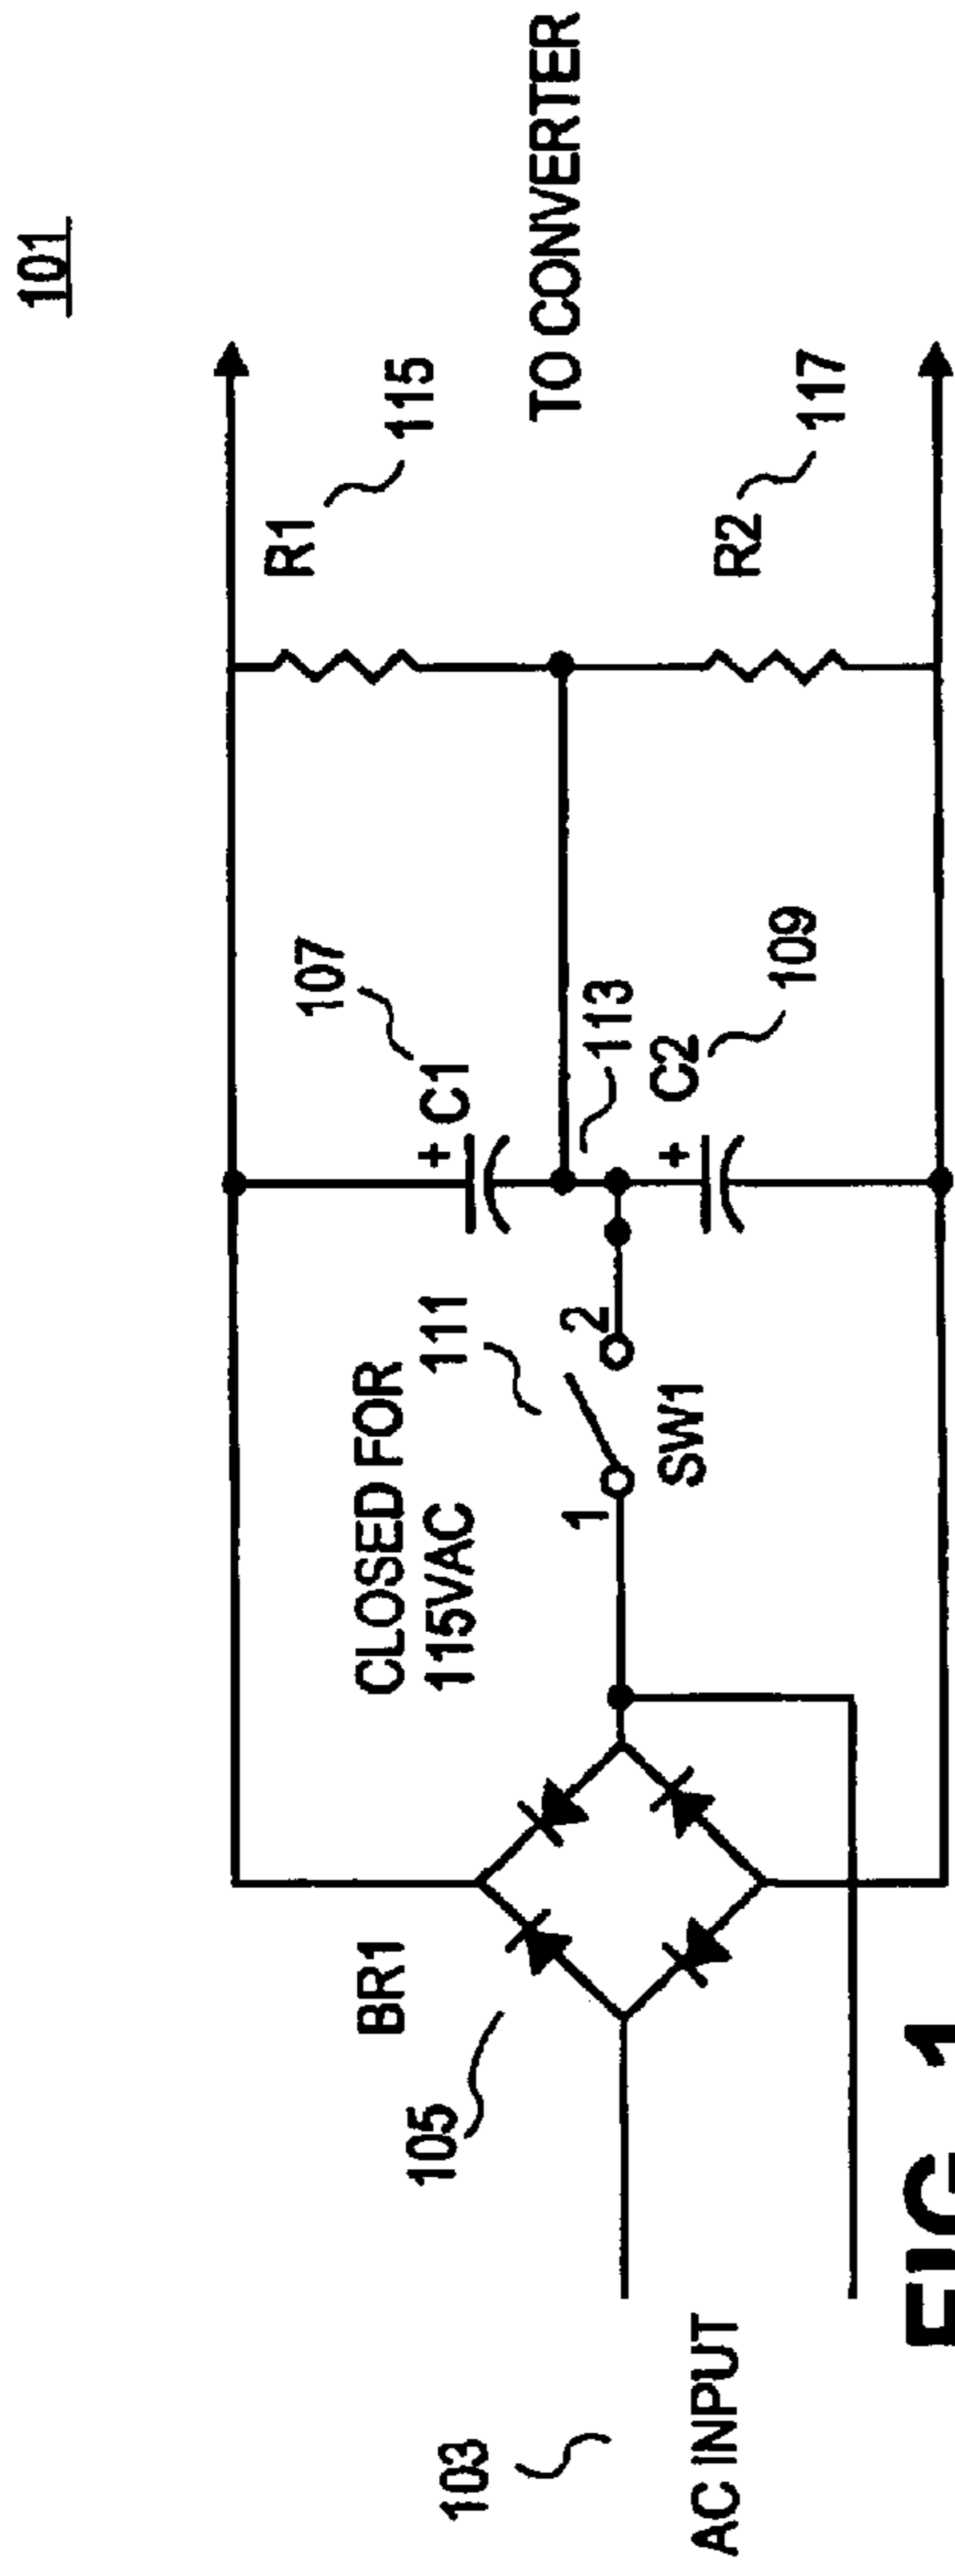 101
R1
115
TO CONVERTER
R2
117
107
+
C1
113
+
C2
109
CLOSED FOR
115VAC
111
1
2
SW1
BR1
105
103
AC INPUT
FIG. 1